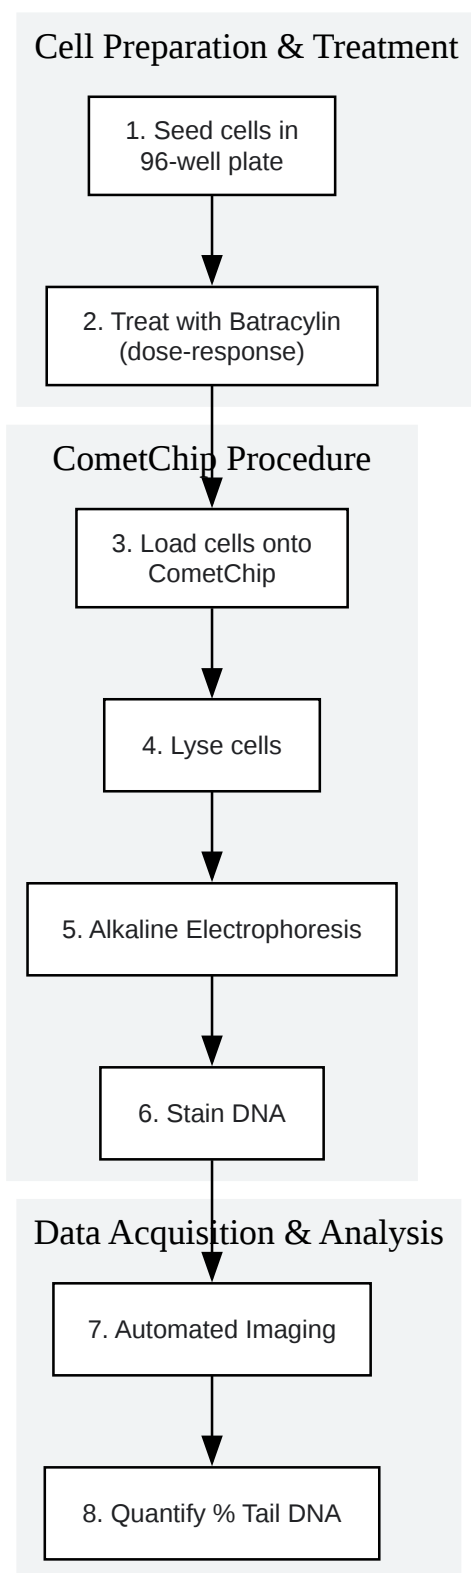 Cell Preparation & Treatment
1. Seed cells in
96-well plate
2. Treat with Batracylin
(dose-response)
CometChip Procedure
3. Load cells onto
CometChip
4. Lyse cells
5. Alkaline Electrophoresis
6. Stain DNA
Data Acquisition & Analysis
7. Automated Imaging
8. Quantify % Tail DNA